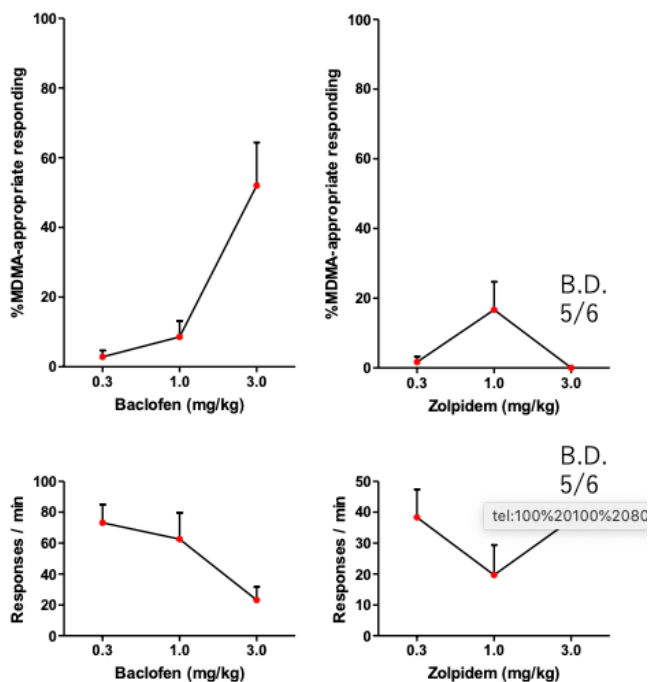 %MDMA-appropriate responding
100
80
60
40
20
0
0.3 1.0 3.0
Baclofen (mg/kg)
%MDMA-appropriate responding
100
80
60
40
20
0
B.D.
5/6
0.3 1.0 3.0
Zolpidem (mg/kg)
Responses / min
100
80
60
40
20
0
0.3 1.0 3.0
Baclofen (mg/kg)
Responses / min
50
40
30
20
10
0
B.D.
5/6
tel:100%20100%2080
0.3 1.0 3.0
Zolpidem (mg/kg)